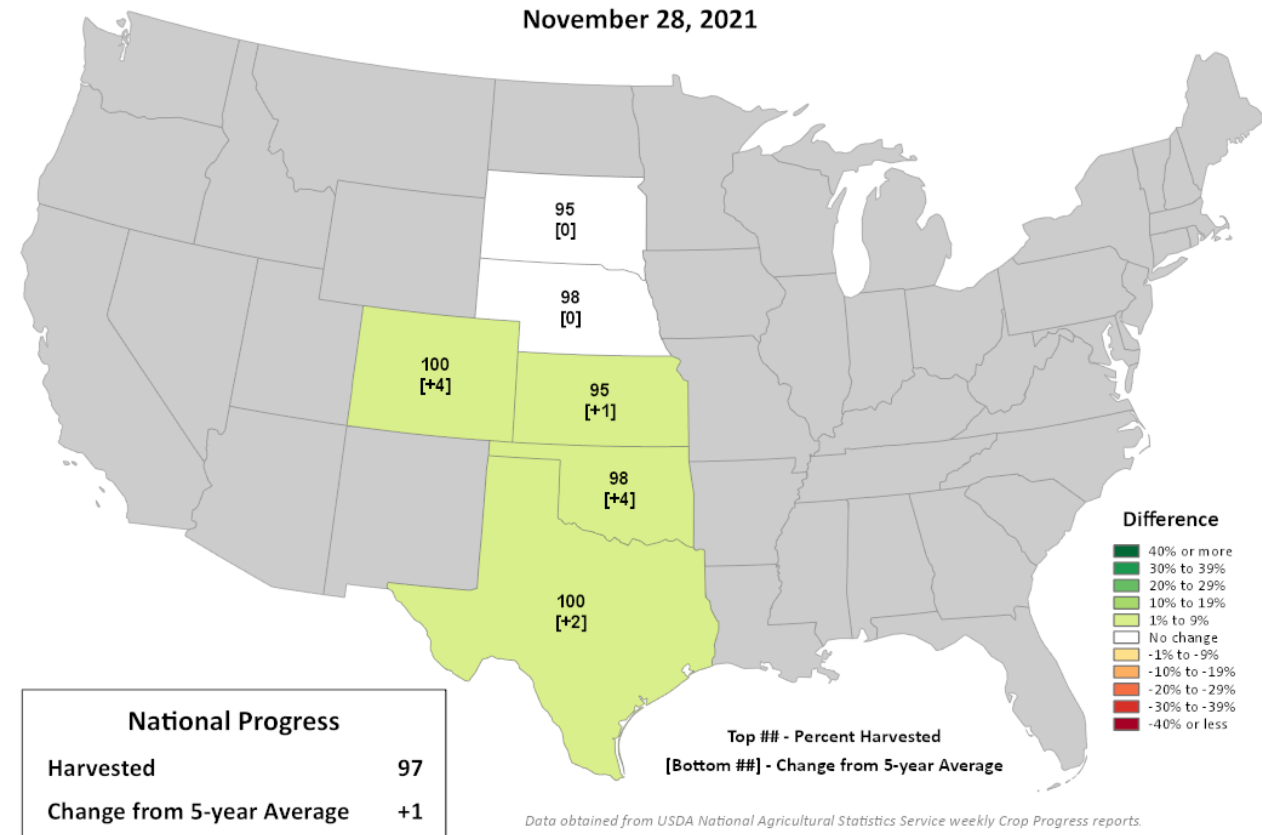 November 28, 2021
95
[0]
98
[0]
100
[+4]
95
[+1]
98
[+4]
100
[+2]
Difference
40% or more
30% to 39%
20% to 29%
10% to 19%
1% to 9%
No change
-1% to -9%
-10% to -19%
-20% to -29%
-30% to -39%
-40% or less
National Progress
Harvested 97
Change from 5-year Average +1
Top ## - Percent Harvested
[Bottom ##] - Change from 5-year Average
Data obtained from USDA National Agricultural Statistics Service weekly Crop Progress reports.